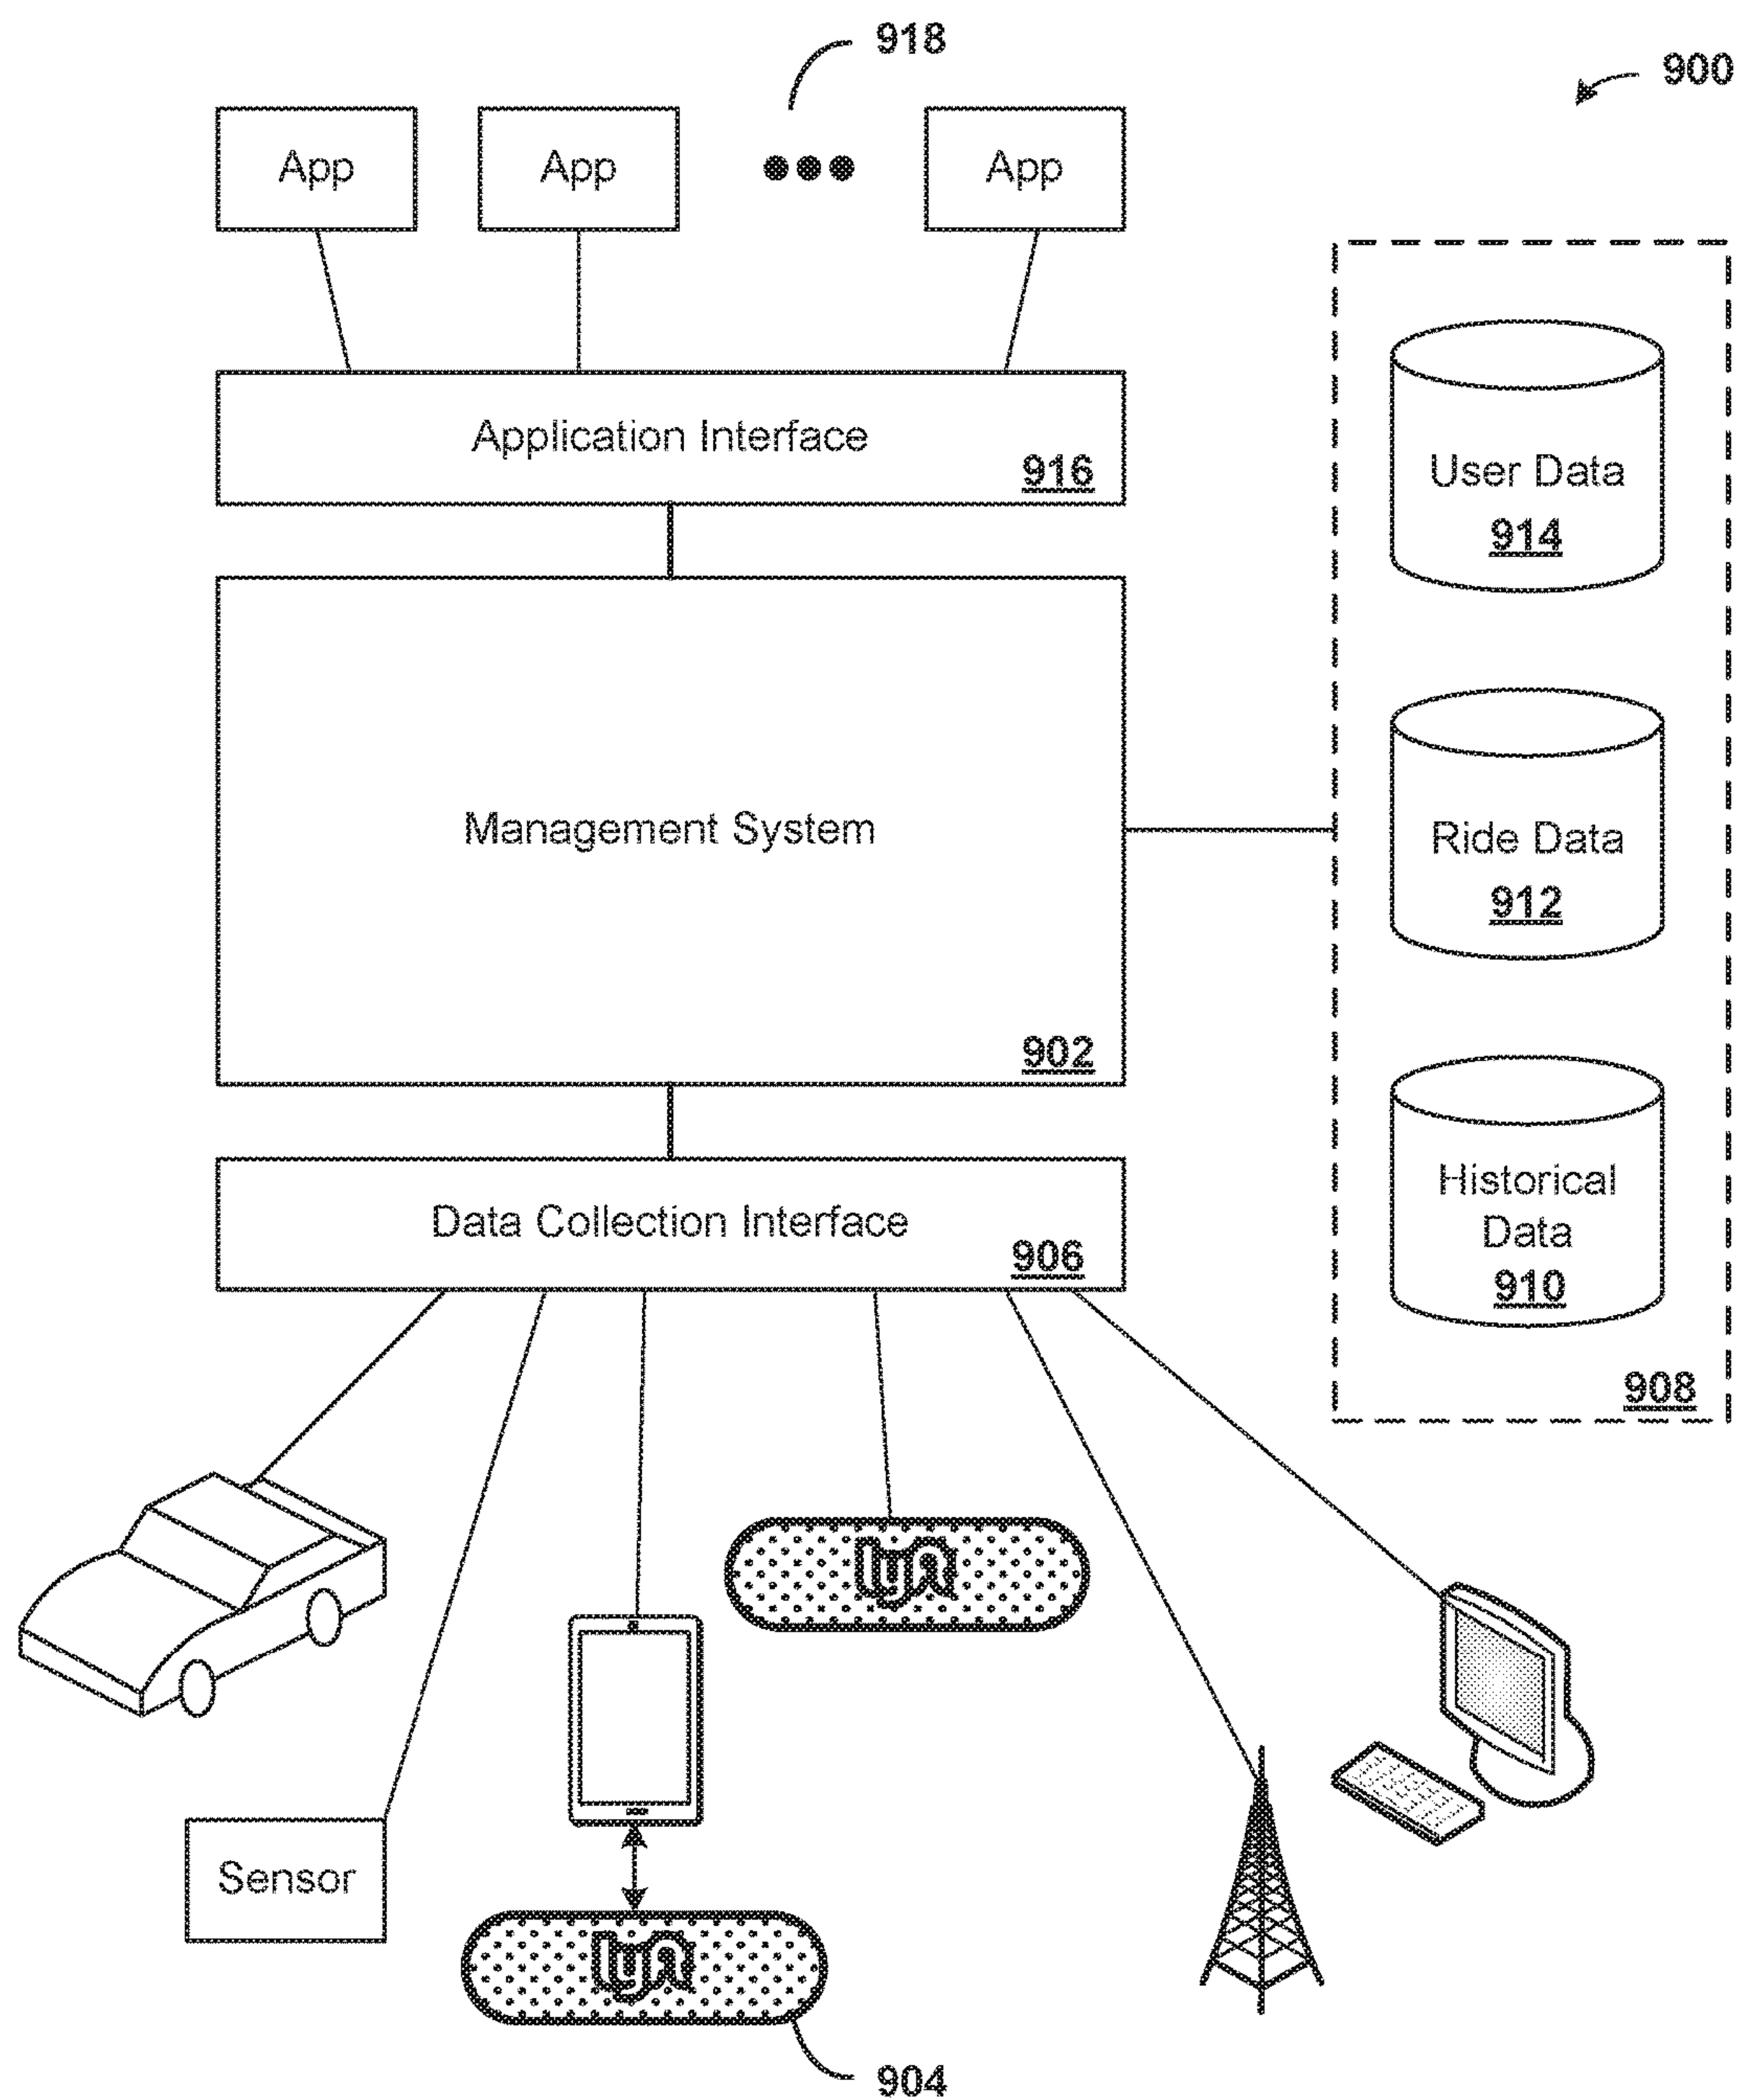 918
900
App
App
App
Application Interface
916
User Data
914
Management System
902
Ride Data
912
Data Collection Interface
906
Historical
Data
910
908
lyft
Sensor
lyft
904